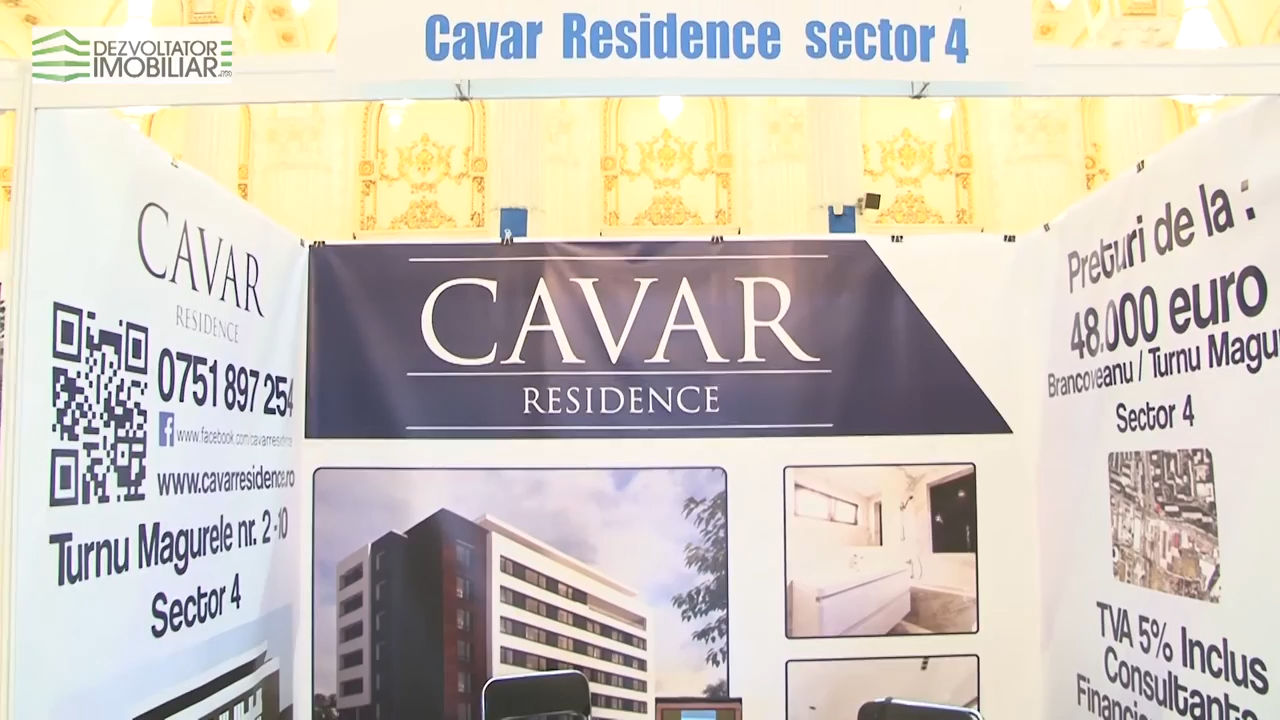 DEZVOLTATOR
IMOBILIAR
Cavar Residence sector 4
CAVAR
RESIDENCE
0751 897 254
www.cavarresidence.ro
Turnu Magurele nr. 2-10
Sector 4
CAVAR
RESIDENCE
Preturi de la :
48.000 euro
Brancoveanu / Turnu Magu
Sector 4
TVA 5% Inclus
Consultanta